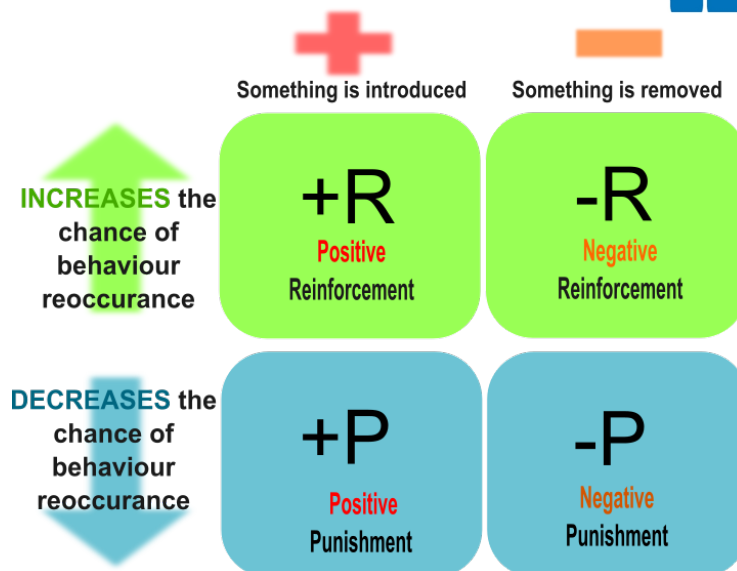 Something is introduced
Something is removed
INCREASES the
chance of
behaviour
reoccurance
+R
Positive
Reinforcement
-R
Negative
Reinforcement
DECREASES the
chance of
behaviour
reoccurance
+P
Positive
Punishment
-P
Negative
Punishment